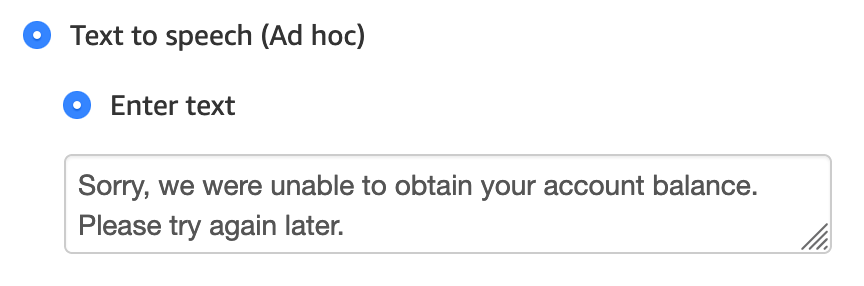 Text to speech (Ad hoc)
Enter text
Sorry, we were unable to obtain your account balance.
Please try again later.